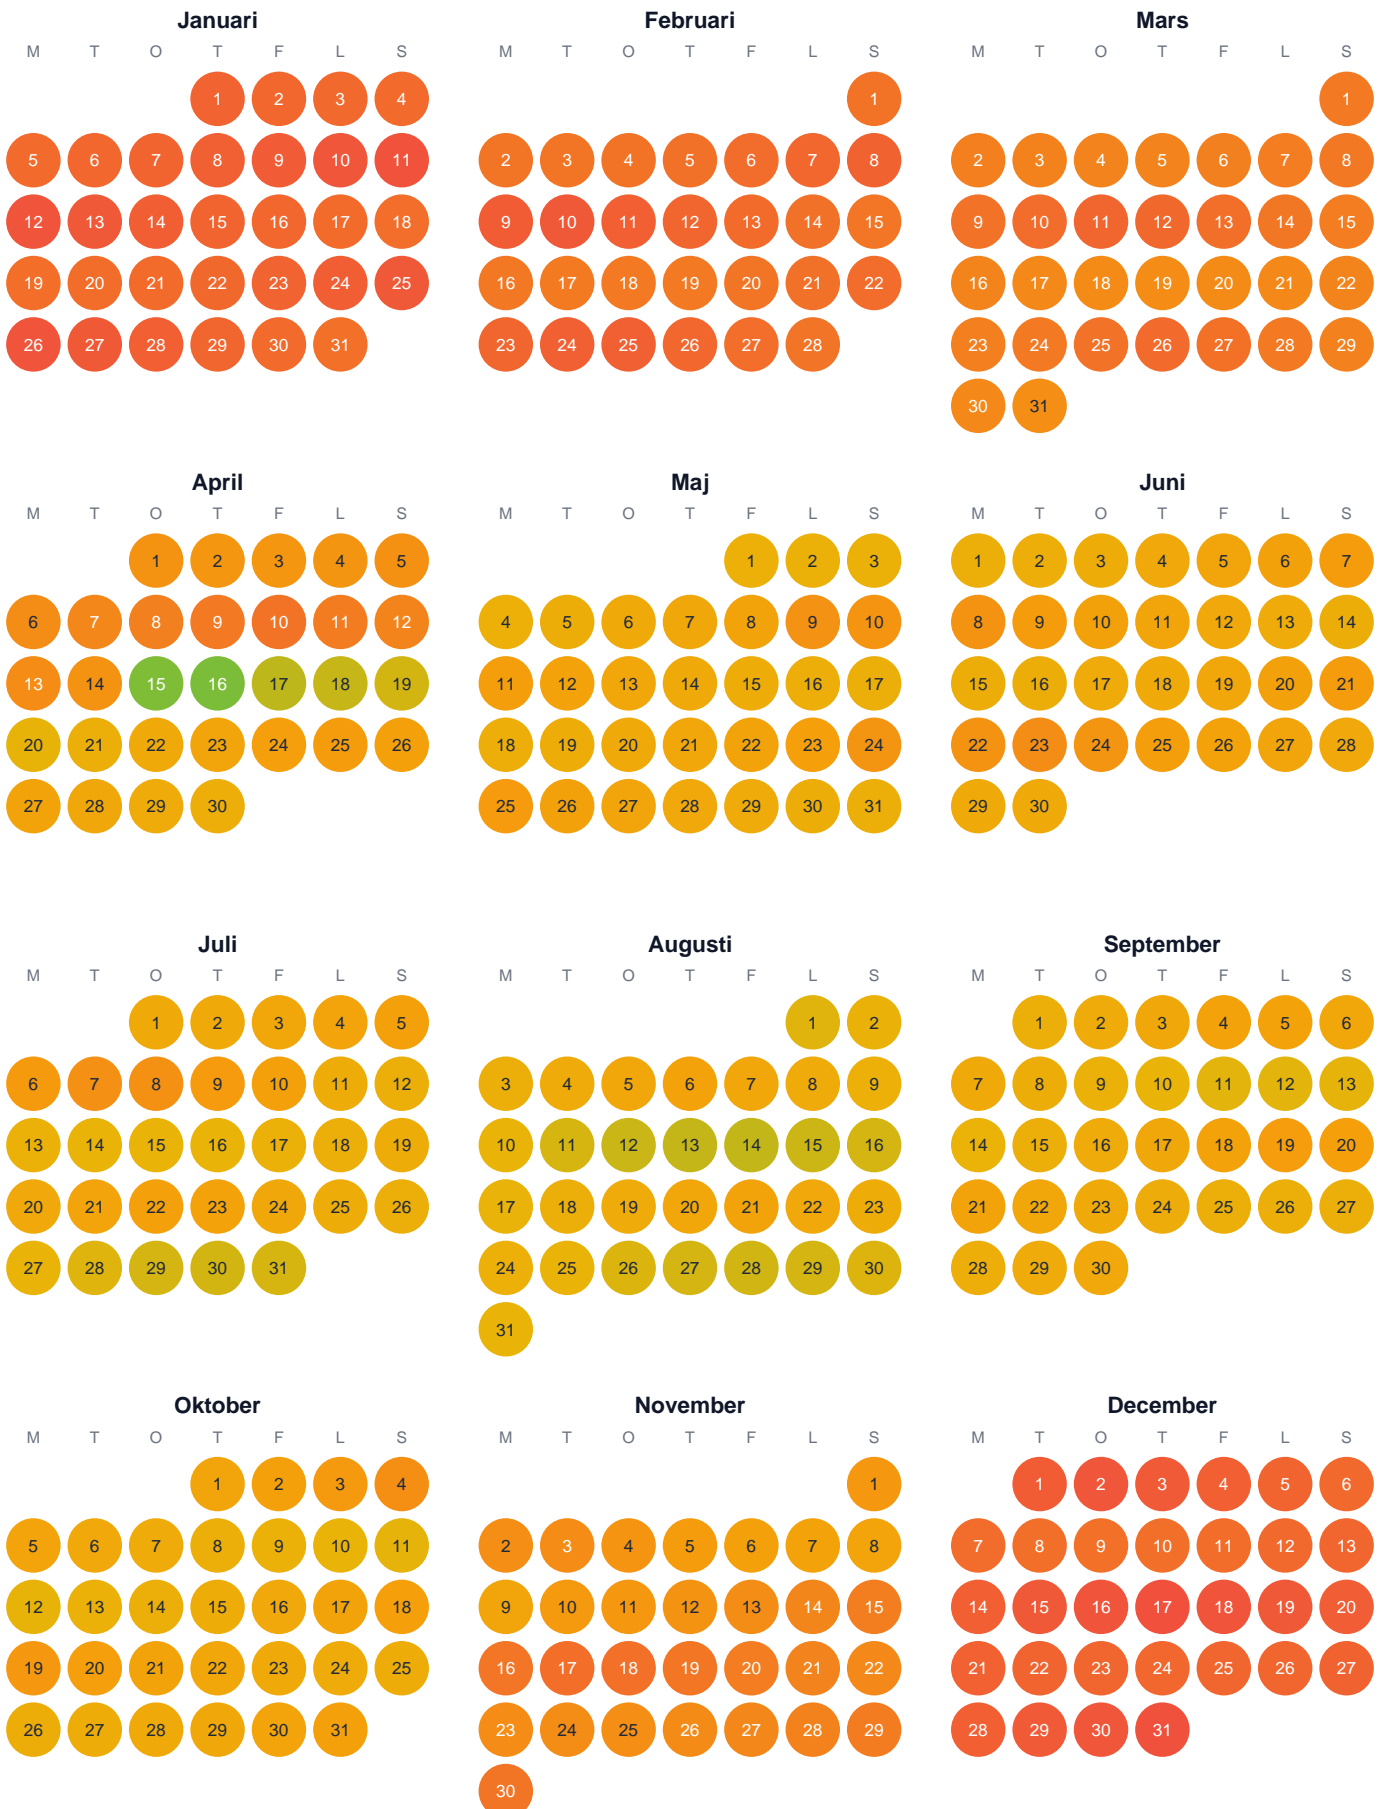 Januari Februari Mars
M T O T F L S M T O T F L S M T O T F L S
1 2 3 4 1 1
5 6 7 8 9 10 11 2 3 4 5 6 7 8 2 3 4 5 6 7 8
12 13 14 15 16 17 18 9 10 11 12 13 14 15 9 10 11 12 13 14 15
19 20 21 22 23 24 25 16 17 18 19 20 21 22 16 17 18 19 20 21 22
26 27 28 29 30 31 23 24 25 26 27 28 23 24 25 26 27 28 29
30 31
April Maj Juni
M T O T F L S M T O T F L S M T O T F L S
1 2 3 4 5 1 2 3 1 2 3 4 5 6 7
6 7 8 9 10 11 12 4 5 6 7 8 9 10 8 9 10 11 12 13 14
13 14 15 16 17 18 19 11 12 13 14 15 16 17 15 16 17 18 19 20 21
20 21 22 23 24 25 26 18 19 20 21 22 23 24 22 23 24 25 26 27 28
27 28 29 30 25 26 27 28 29 30 31 29 30
Juli Augusti September
M T O T F L S M T O T F L S M T O T F L S
1 2 3 4 5 1 2 1 2 3 4 5 6
6 7 8 9 10 11 12 3 4 5 6 7 8 9 7 8 9 10 11 12 13
13 14 15 16 17 18 19 10 11 12 13 14 15 16 14 15 16 17 18 19 20
20 21 22 23 24 25 26 17 18 19 20 21 22 23 21 22 23 24 25 26 27
27 28 29 30 31 24 25 26 27 28 29 30 28 29 30
31
Oktober November December
M T O T F L S M T O T F L S M T O T F L S
1 2 3 4 1 1 2 3 4 5 6
5 6 7 8 9 10 11 2 3 4 5 6 7 8 7 8 9 10 11 12 13
12 13 14 15 16 17 18 9 10 11 12 13 14 15 14 15 16 17 18 19 20
19 20 21 22 23 24 25 16 17 18 19 20 21 22 21 22 23 24 25 26 27
26 27 28 29 30 31 23 24 25 26 27 28 29 28 29 30 31
30